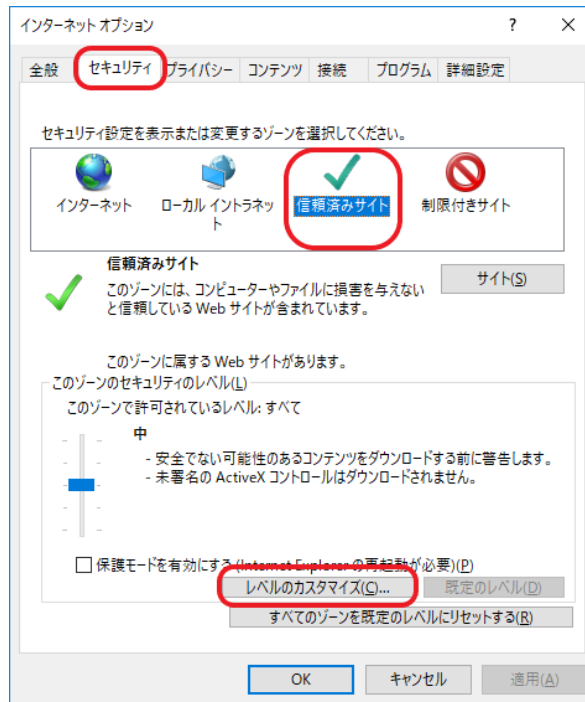 インターネット オプション
?
×
全般
セキュリティ
プライバシー
コンテンツ
接続
プログラム
詳細設定
セキュリティ設定を表示または変更するゾーンを選択してください。
インターネット
ローカル イントラネッ
ト
信頼済みサイト
制限付きサイト
信頼済みサイト
このゾーンには、コンピューターやファイルに損害を与えない
と信頼している Web サイトが含まれています。
サイト(S)
このゾーンに属する Web サイトがあります。
このゾーンのセキュリティのレベル(L)
このゾーンで許可されているレベル: すべて
中
- 安全でない可能性のあるコンテンツをダウンロードする前に警告します。
- 未署名の ActiveX コントロールはダウンロードされません。
保護モードを有効にする (Internet Explorer の再起動が必要)(P)
レベルのカスタマイズ(C)...
既定のレベル(D)
すべてのゾーンを既定のレベルにリセットする(R)
OK
キャンセル
適用(A)